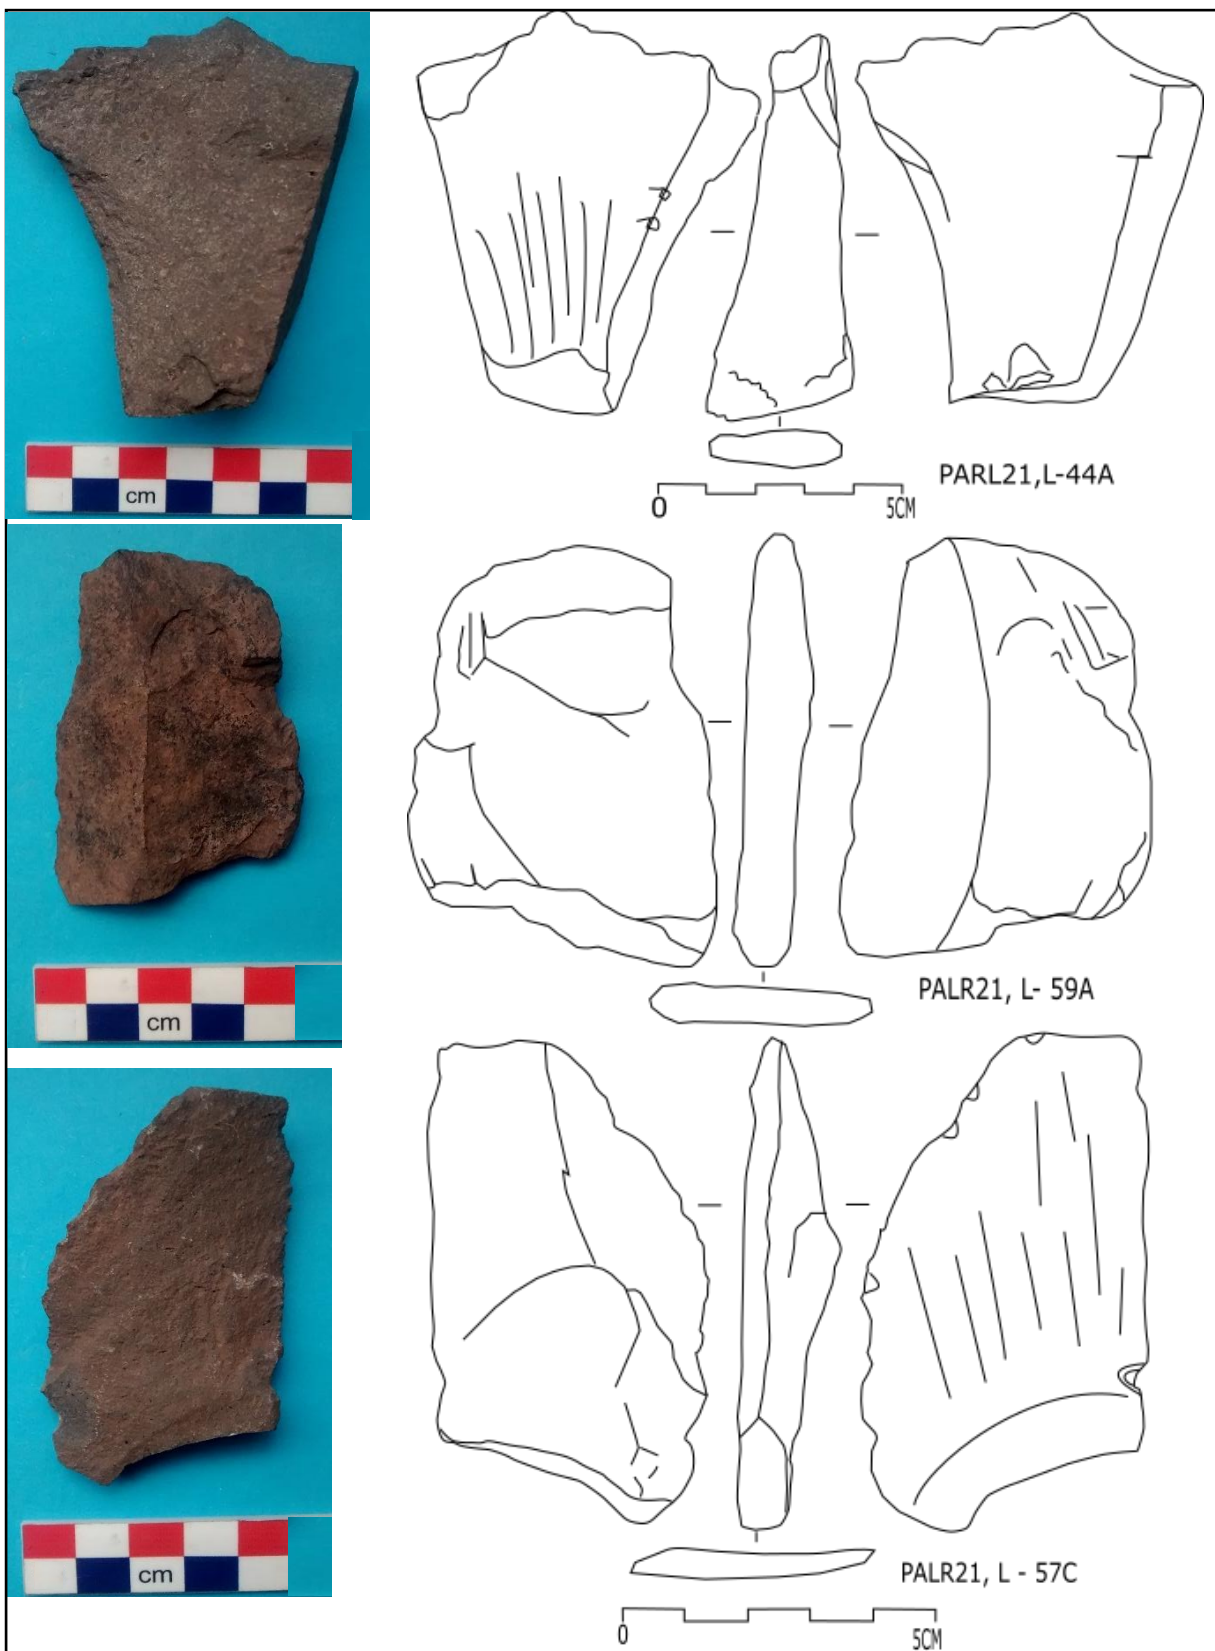 cm
PARL21,L-44A
0 5CM
cm
PALR21, L- 59A
cm
PALR21, L - 57C
0 5CM